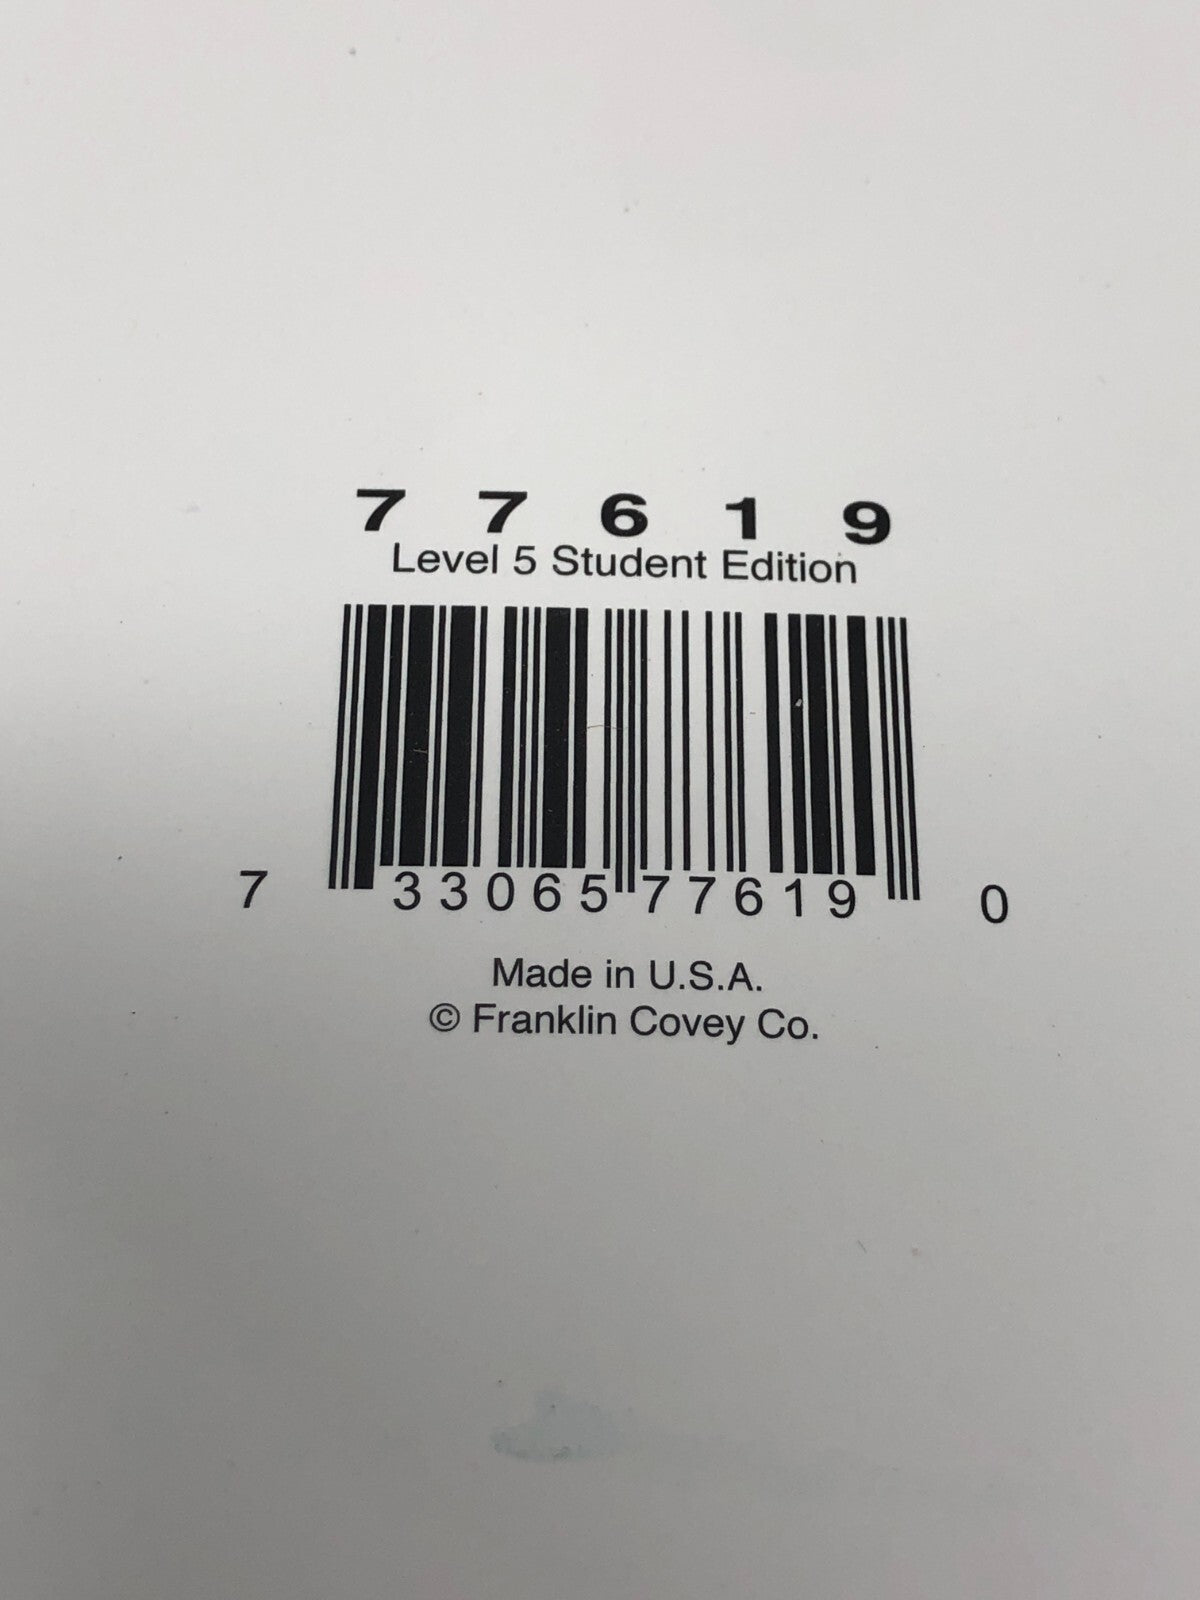 7 7 6 1 9
Level 5 Student Edition
7 33065 77619 0
Made in U.S.A.
© Franklin Covey Co.